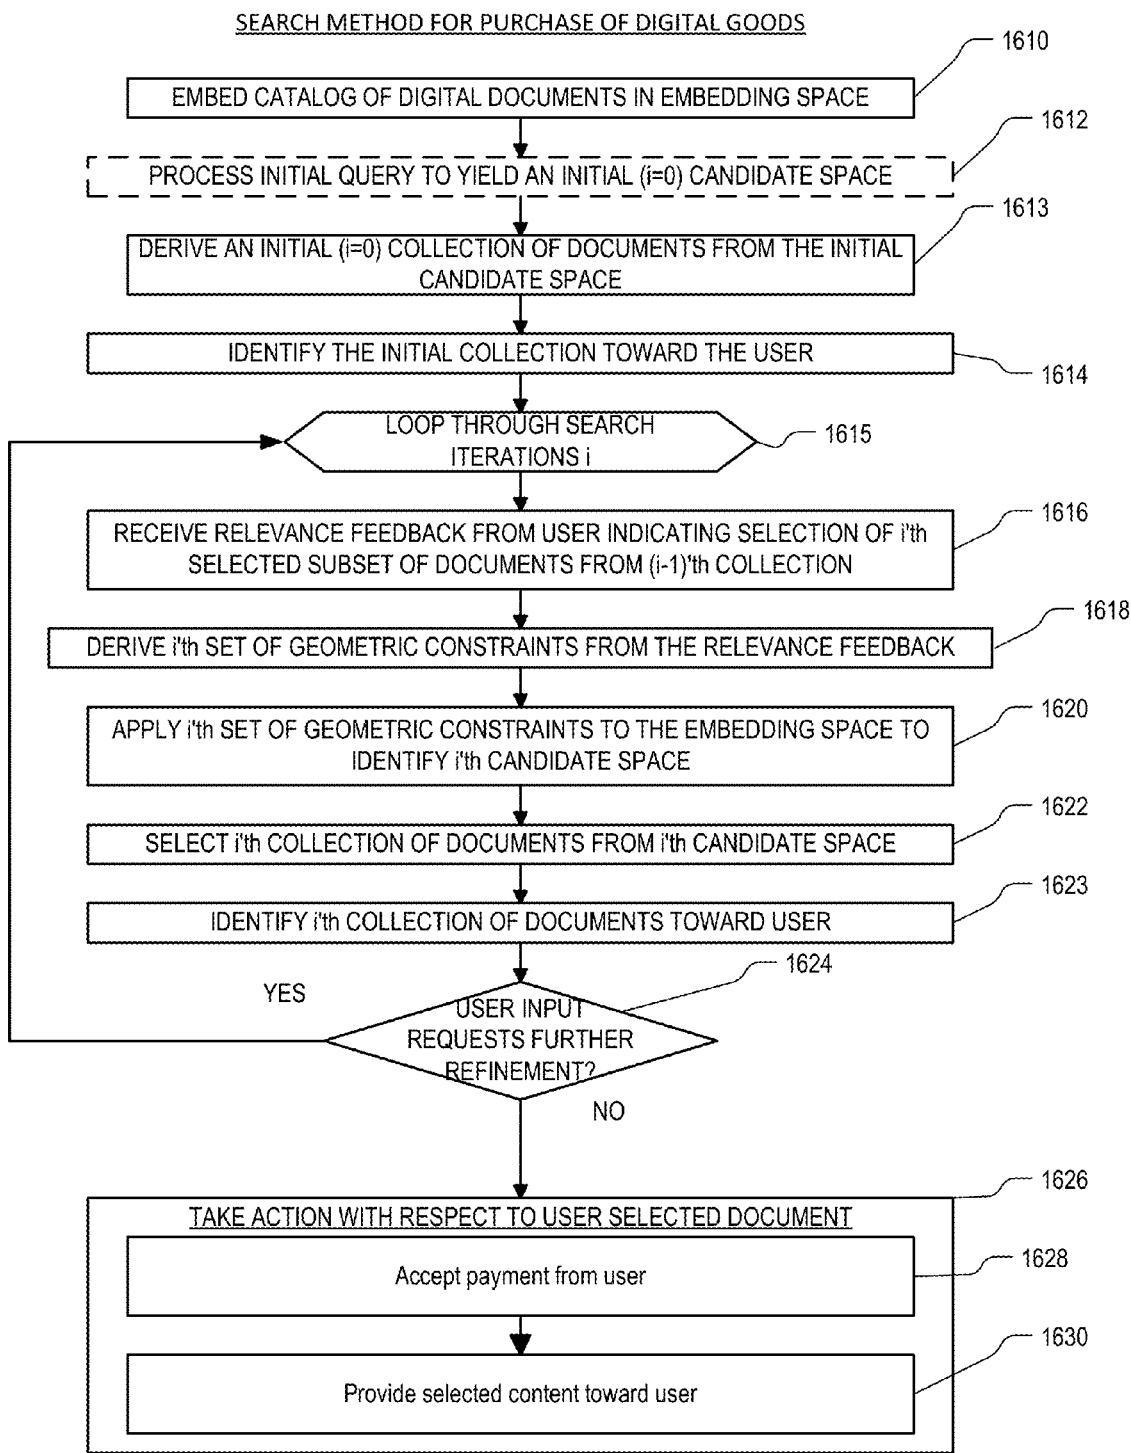 SEARCH METHOD FOR PURCHASE OF DIGITAL GOODS
1610
EMBED CATALOG OF DIGITAL DOCUMENTS IN EMBEDDING SPACE
1612
PROCESS INITIAL QUERY TO YIELD AN INITIAL (i=0) CANDIDATE SPACE
1613
DERIVE AN INITIAL (i=0) COLLECTION OF DOCUMENTS FROM THE INITIAL
CANDIDATE SPACE
IDENTIFY THE INITIAL COLLECTION TOWARD THE USER
1614
LOOP THROUGH SEARCH
ITERATIONS i
1615
RECEIVE RELEVANCE FEEDBACK FROM USER INDICATING SELECTION OF i'th
SELECTED SUBSET OF DOCUMENTS FROM (i-1)'th COLLECTION
1616
1618
DERIVE i'th SET OF GEOMETRIC CONSTRAINTS FROM THE RELEVANCE FEEDBACK
APPLY i'th SET OF GEOMETRIC CONSTRAINTS TO THE EMBEDDING SPACE TO
IDENTIFY i'th CANDIDATE SPACE
1620
1622
SELECT i'th COLLECTION OF DOCUMENTS FROM i'th CANDIDATE SPACE
1623
IDENTIFY i'th COLLECTION OF DOCUMENTS TOWARD USER
1624
YES
USER INPUT
REQUESTS FURTHER
REFINEMENT?
NO
1626
TAKE ACTION WITH RESPECT TO USER SELECTED DOCUMENT
1628
Accept payment from user
1630
Provide selected content toward user